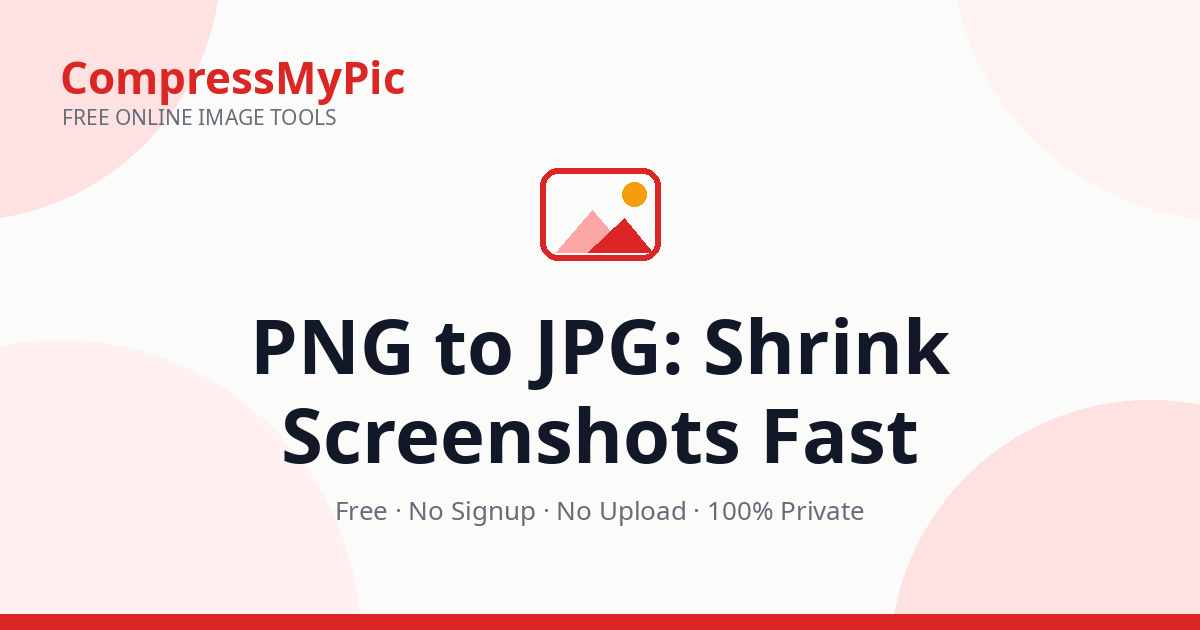 CompressMyPic
FREE ONLINE IMAGE TOOLS
PNG to JPG: Shrink
Screenshots Fast
Free · No Signup · No Upload · 100% Private